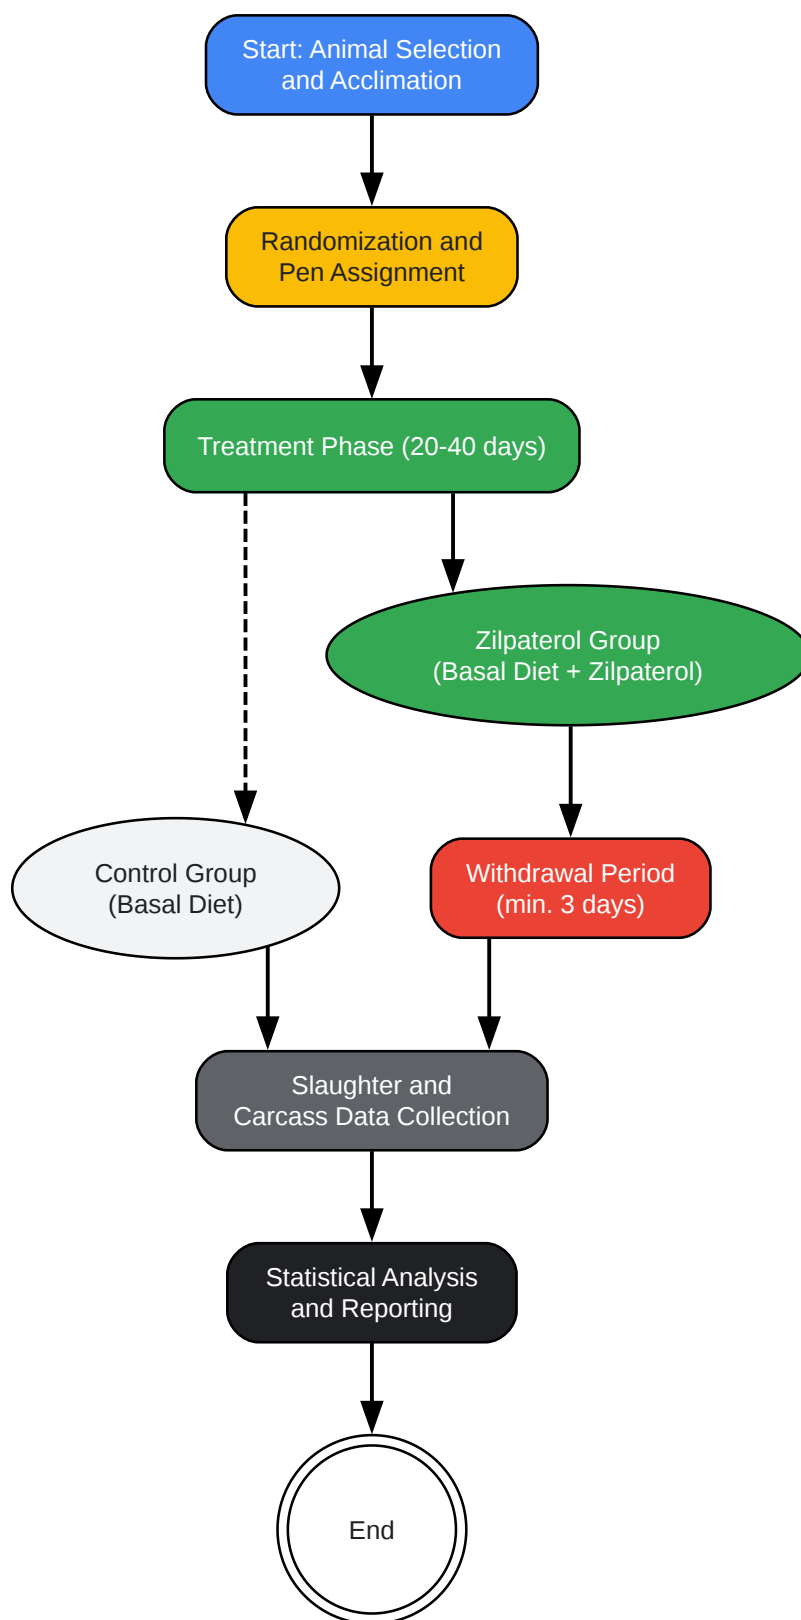 Start: Animal Selection
and Acclimation
Randomization and
Pen Assignment
Treatment Phase (20-40 days)
Zilpaterol Group
(Basal Diet + Zilpaterol)
Control Group
(Basal Diet)
Withdrawal Period
(min. 3 days)
Slaughter and
Carcass Data Collection
Statistical Analysis
and Reporting
End